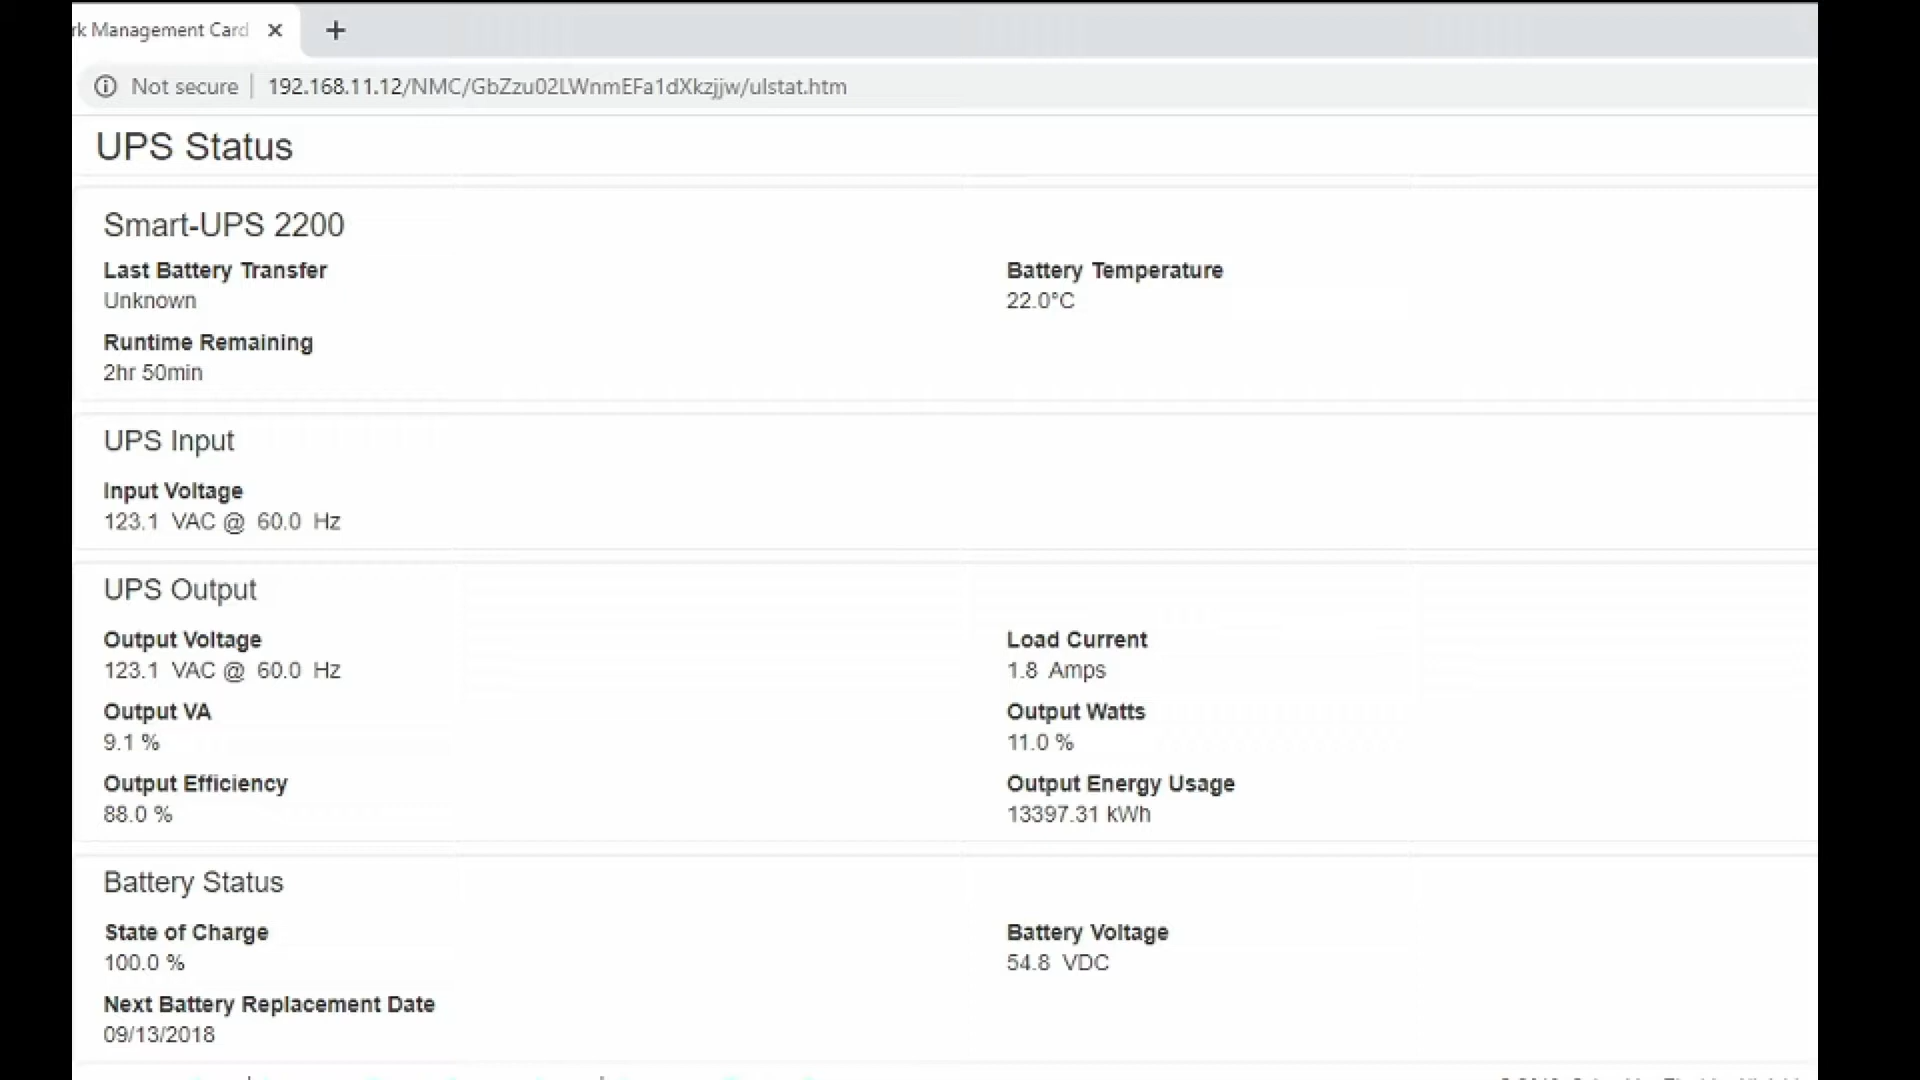 rk Management Card
Not secure | 192.168.11.12/NMC/GbZzu02LWnmEFa1dXkzjjw/ulstat.htm
UPS Status
Smart-UPS 2200
Last Battery Transfer
Unknown
Battery Temperature
22.0°C
Runtime Remaining
2hr 50min
UPS Input
Input Voltage
123.1 VAC @ 60.0 Hz
UPS Output
Output Voltage
123.1 VAC @ 60.0 Hz
Load Current
1.8 Amps
Output VA
9.1 %
Output Watts
11.0 %
Output Efficiency
88.0 %
Output Energy Usage
13397.31 kWh
Battery Status
State of Charge
100.0 %
Battery Voltage
54.8 VDC
Next Battery Replacement Date
09/13/2018